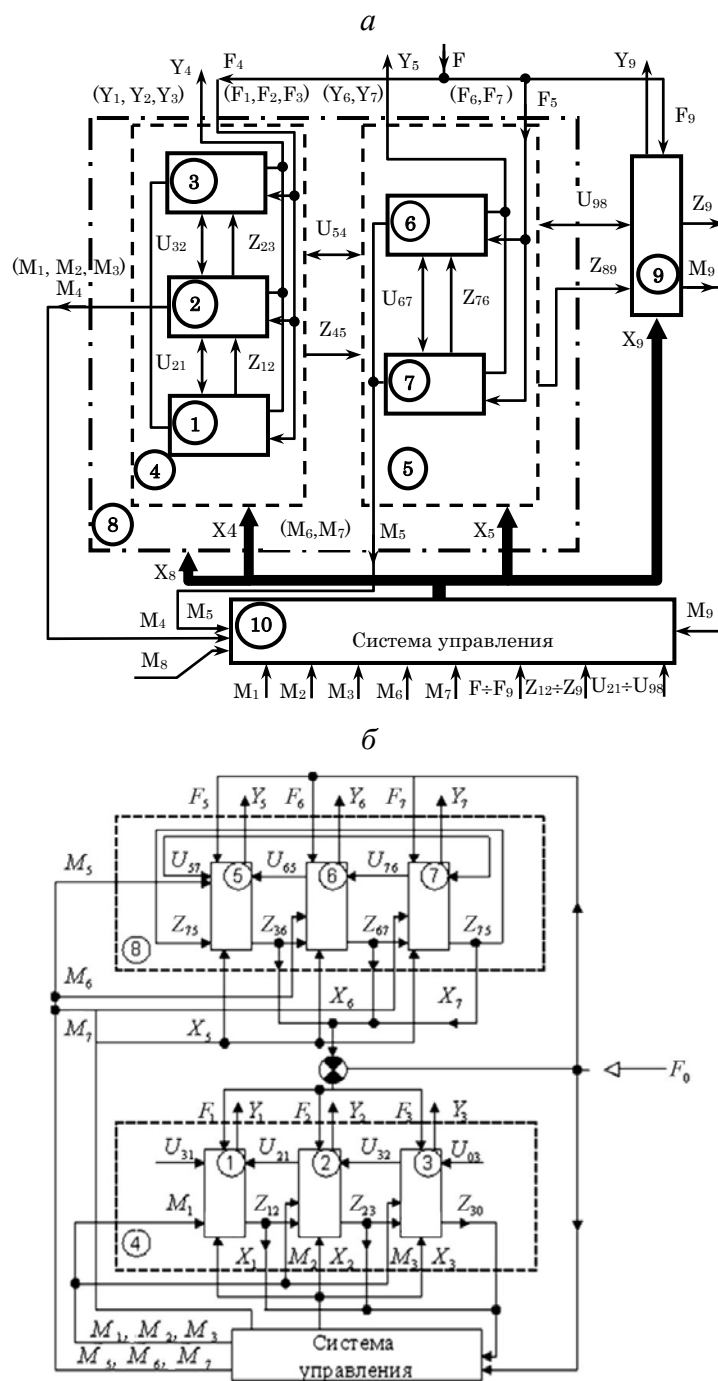 а
Y4 F4 F Y5 Y9
(Y1, Y2,Y3) (F1,F2,F3) (Y6,Y7) (F6,F7) F5 F9
3 6 9
U32 Z23 U54 U98 Z9
(M1, M2, M3) M4 2 U67 Z76 Z89 M9
U21 Z12 Z45 7 X9
1
4 5
8 X4 (M6,M7) M5 X5
X8
M4 M5 10 Система управления M9
M8
M1 M2 M3 M6 M7 F÷F9 Z12÷Z9 U21÷U98
б
F5 Y5 F6 Y6 F7 Y7
M5 U57 5 U65 6 U76 7
Z75 Z36 Z67 Z75
8
M6 X6 X7
M7 X5
F0
F1 Y1 F2 Y2 F3 Y3
U31 1 U21 2 U32 3 U03
M1 Z12 Z23 Z30
4 X1 M2 X2 M3 X3
M1, M2, M3
M5, M6, M7
Система
управления